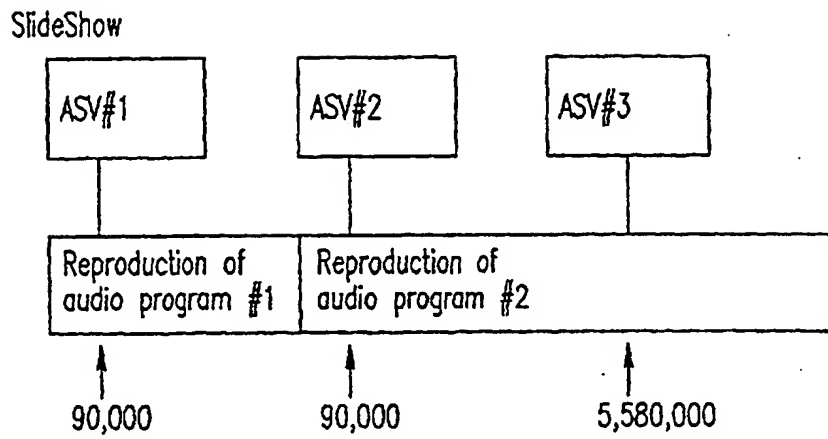 SlideShow
ASV#1
ASV#2
ASV#3
Reproduction of
audio program #1
Reproduction of
audio program #2
90,000
90,000
5,580,000